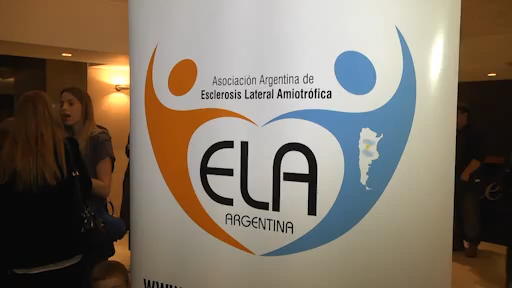 Asociación Argentina de
Esclerosis Lateral Amiotrófica
ELA
ARGENTINA